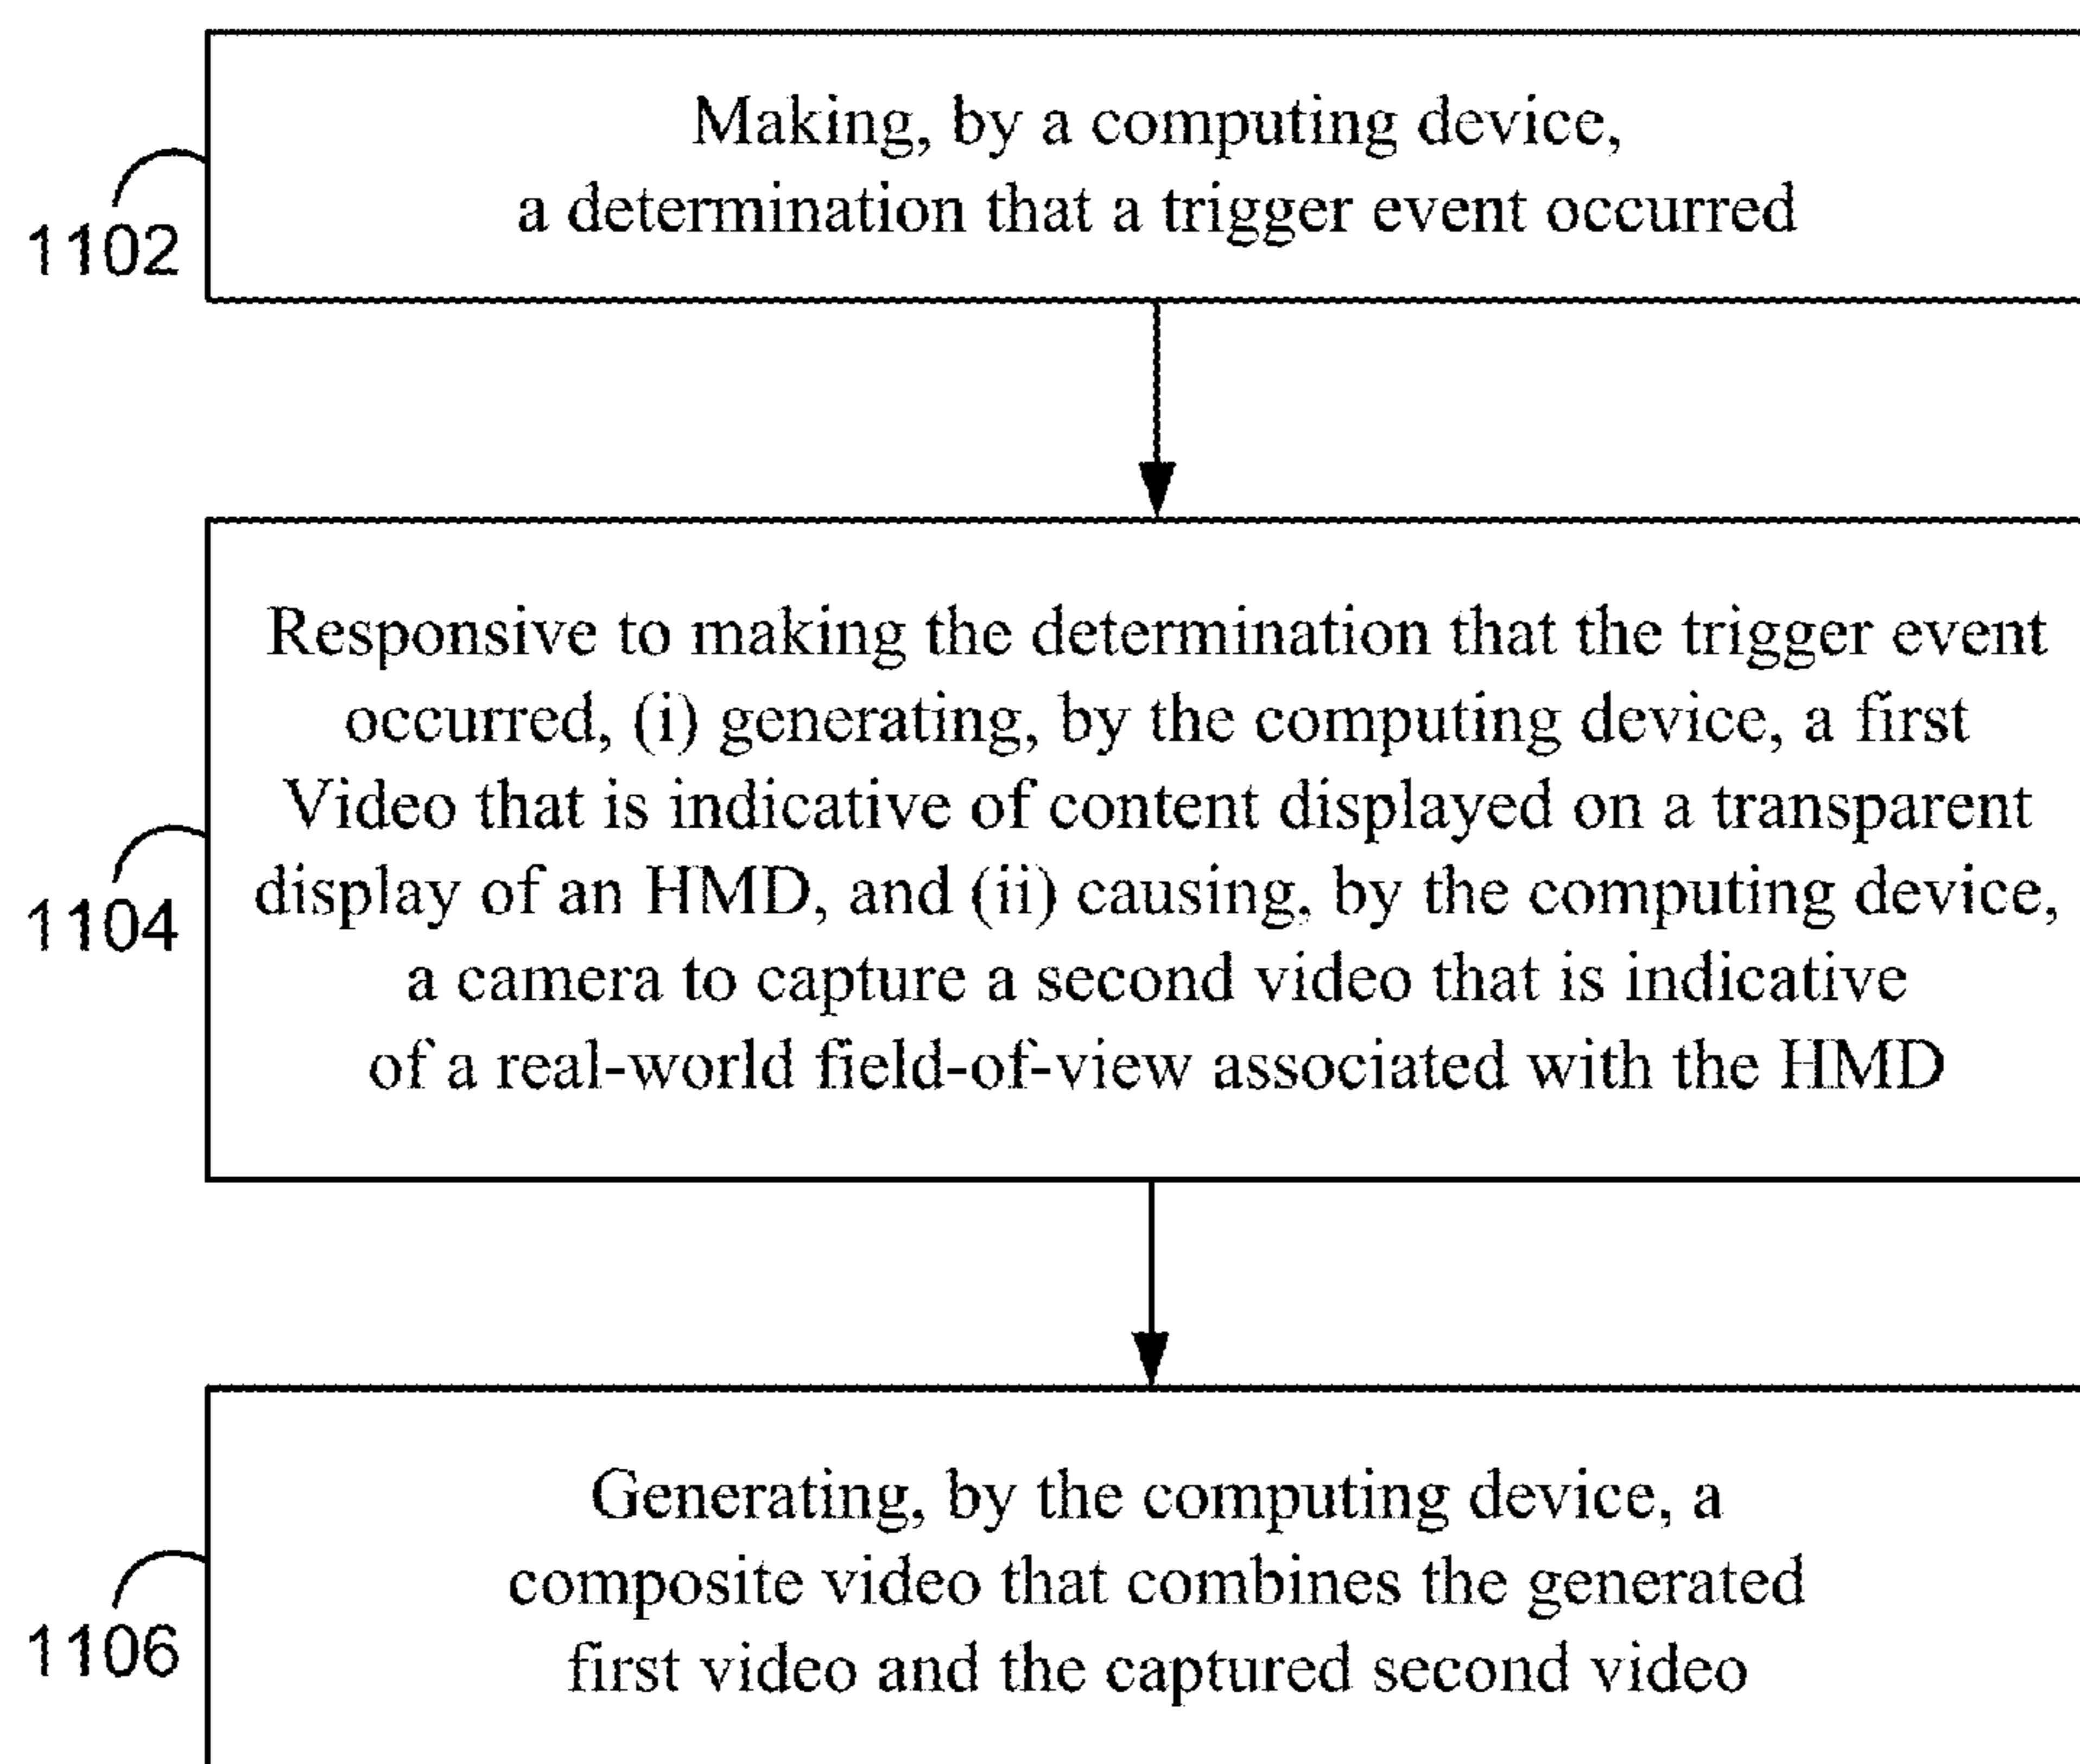 Making, by a computing device,
a determination that a trigger event occurred
1102
Responsive to making the determination that the trigger event
occurred, (i) generating, by the computing device, a first
Video that is indicative of content displayed on a transparent
display of an HMD, and (ii) causing, by the computing device,
a camera to capture a second video that is indicative
of a real-world field-of-view associated with the HMD
1104
Generating, by the computing device, a
composite video that combines the generated
first video and the captured second video
1106